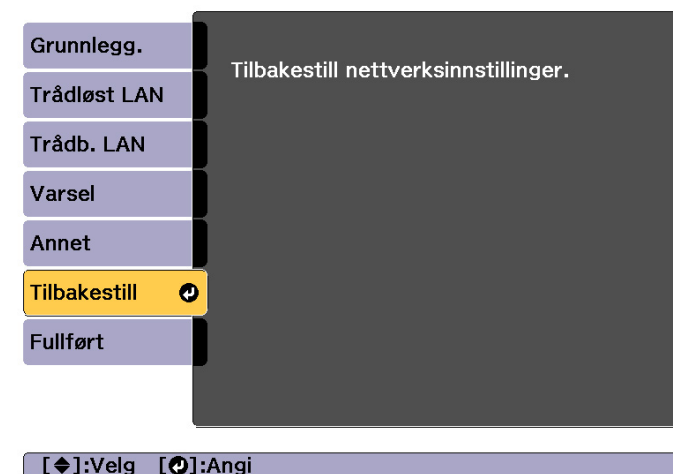 Grunnlegg.
Tilbakestill nettverksinnstillinger.
Trådløst LAN
Trådb. LAN
Varsel
Annet
Tilbakestill
Fullført
[◆]:Velg [↵]:Angi